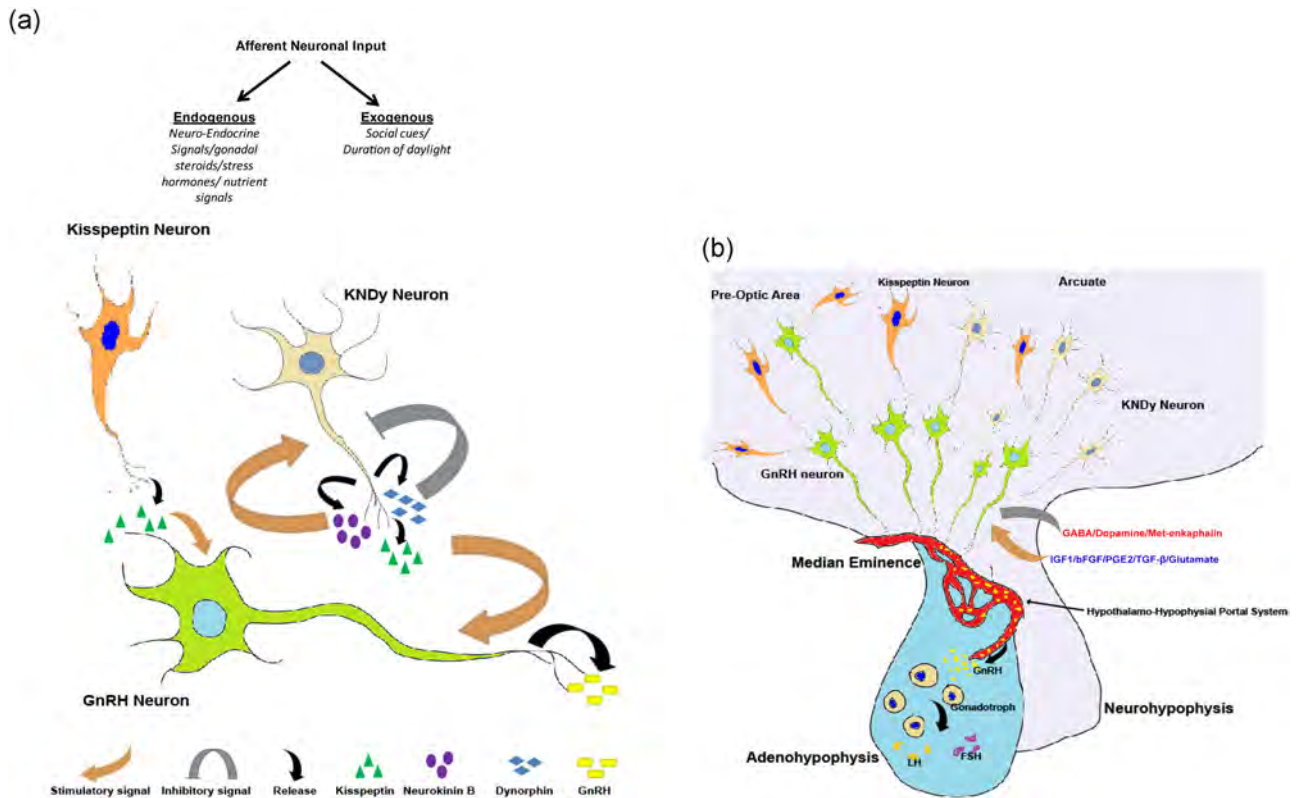 (a)
Afferent Neuronal Input
Endogenous
Neuro-Endocrine
Signals/gonadal
steroids/stress
hormones/ nutrient
signals
Exogenous
Social cues/
Duration of daylight
Kisspeptin Neuron
KNDy Neuron
GnRH Neuron
Stimulatory signal
Inhibitory signal
Release
Kisspeptin
Neurokinin B
Dynorphin
GnRH
(b)
Pre-Optic Area
Kisspeptin Neuron
Arcuate
KNDy Neuron
GnRH neuron
GABA/Dopamine/Met-enkaphalin
IGF1/bFGF/PGE2/TGF-β/Glutamate
Median Eminence
Hypothalamo-Hypophysial Portal System
GnRH
Gonadotroph
Neurohypophysis
Adenohypophysis
LH
FSH